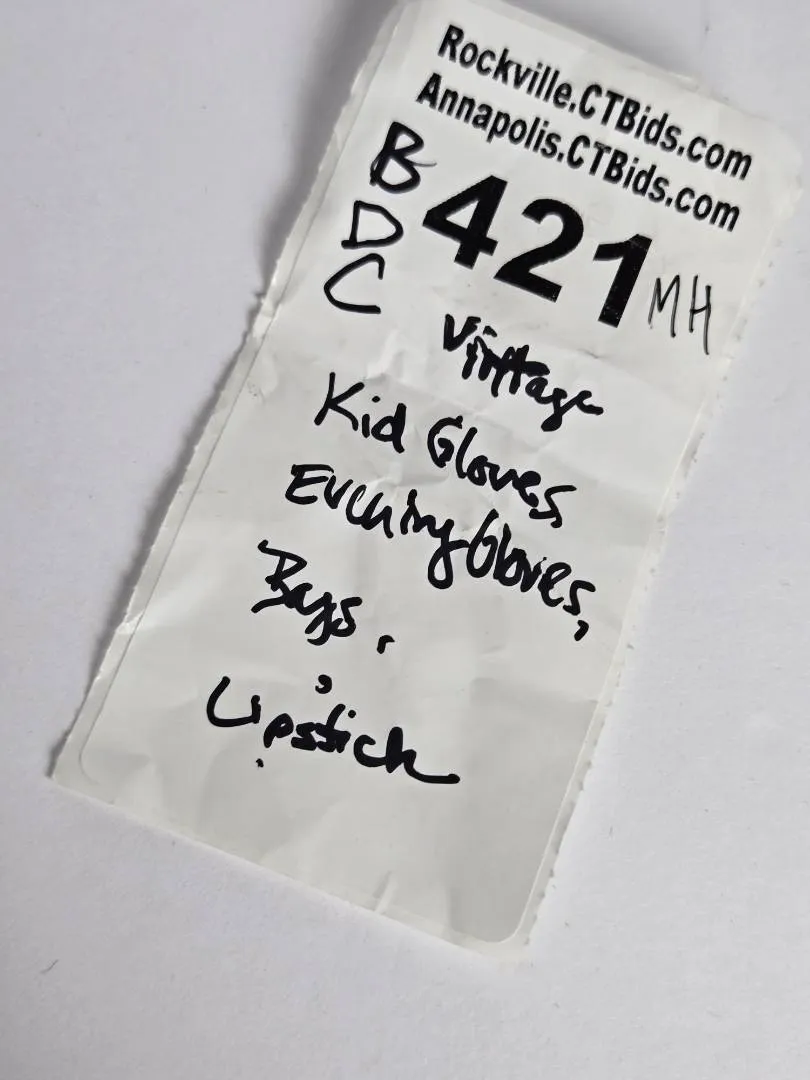 Rockville.CTBids.com
Annapolis.CTBids.com
B
D 421 MH
C
Vintage
Kid Gloves,
Evening Gloves,
Bags,
Lipstick